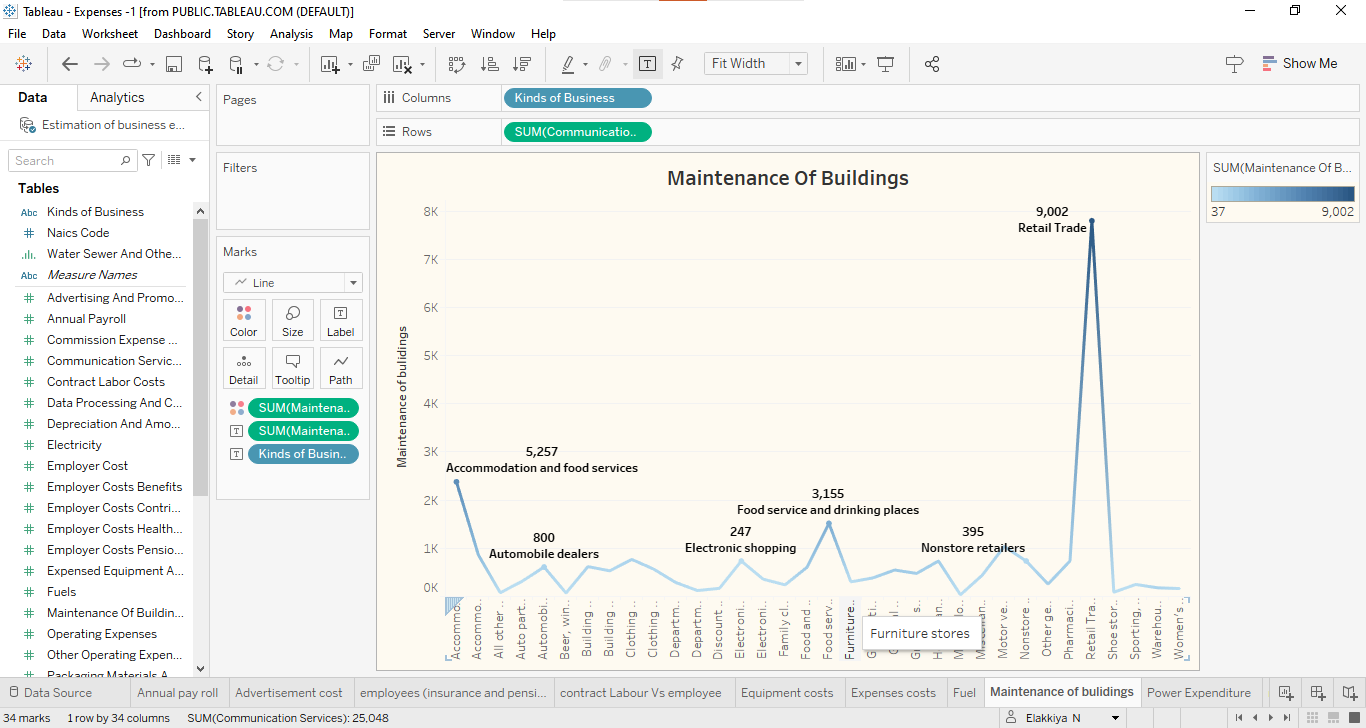 Tableau - Expenses -1 [from PUBLIC.TABLEAU.COM (DEFAULT)]
File Data Worksheet Dashboard Story Analysis Map Format Server Window Help
Fit Width
Show Me
Data Analytics
Estimation of business e...
Search
Tables
Abc Kinds of Business
Naics Code
Water Sewer And Othe...
Abc Measure Names
Advertising And Promo...
Annual Payroll
Commission Expense ...
Communication Servic...
Contract Labor Costs
Data Processing And C...
Depreciation And Amo...
Electricity
Employer Cost
Employer Costs Benefits
Employer Costs Contri...
Employer Costs Health...
Employer Costs Pensio...
Expensed Equipment A...
Fuels
Maintenance Of Buildin...
Operating Expenses
Other Operating Expen...
Packaging Materials A
Pages
Filters
Marks
Line
Color Size Label
Detail Tooltip Path
SUM(Maintena..
SUM(Maintena..
Kinds of Busin..
Columns Kinds of Business
Rows SUM(Communicatio..
Maintenance Of Buildings
Maintenance of bulidings
8K
7K
6K
5K
4K
3K
2K
1K
0K
9,002
Retail Trade
5,257
Accommodation and food services
3,155
Food service and drinking places
800
Automobile dealers
247
Electronic shopping
395
Nonstore retailers
Accommo..
Accommo..
All other ..
Auto part..
Automobi..
Beer, win..
Building ..
Building ..
Clothing ..
Clothing ..
Departm..
Departm..
Discount ..
Electroni..
Electroni..
Family cl..
Food and ..
Food serv..
Furniture..
Motor ve..
Nonstore ..
Other ge..
Pharmaci..
Retail Tra..
Shoe stor..
Sporting, ..
Warehou..
Women's ..
Furniture stores
SUM(Maintenance Of B...
37 9,002
Data Source Annual pay roll Advertisement cost employees (insurance and pensi... contract Labour Vs employee Equipment costs Expenses costs Fuel Maintenance of bulidings Power Expenditure
34 marks 1 row by 34 columns SUM(Communication Services): 25,048 Elakkiya N